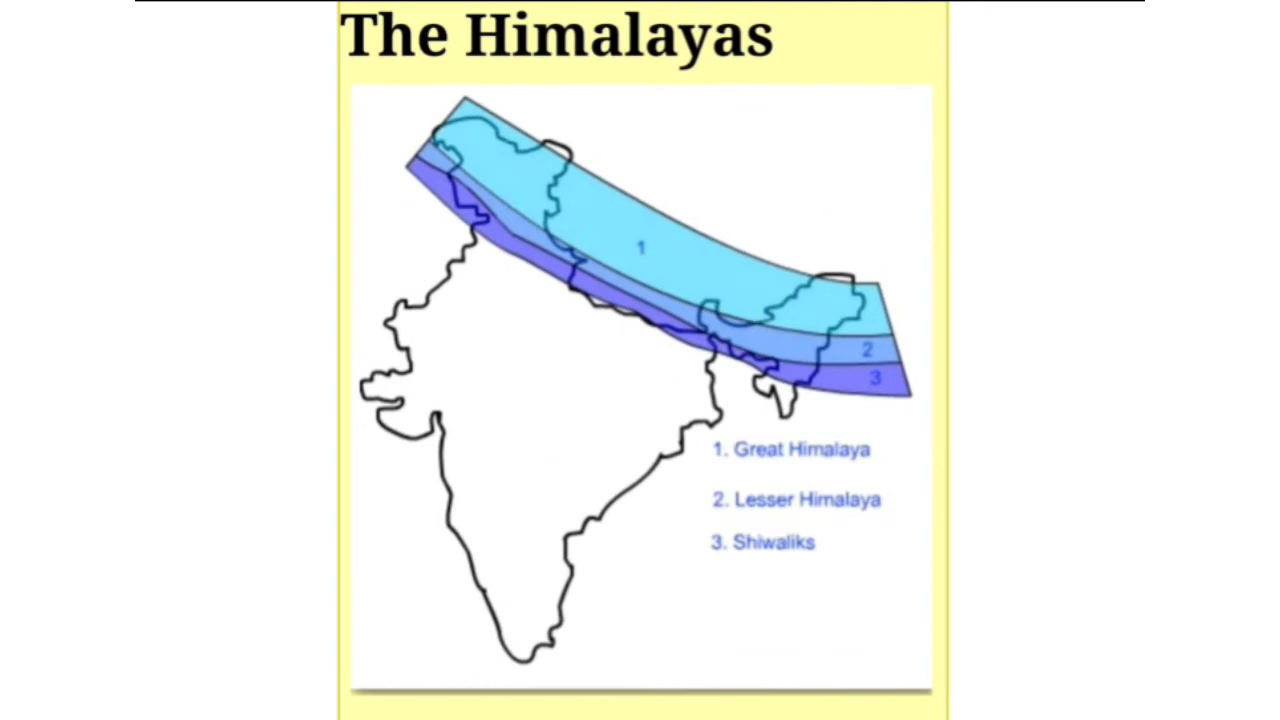 The Himalayas
1
2
3
1. Great Himalaya
2. Lesser Himalaya
3. Shiwaliks